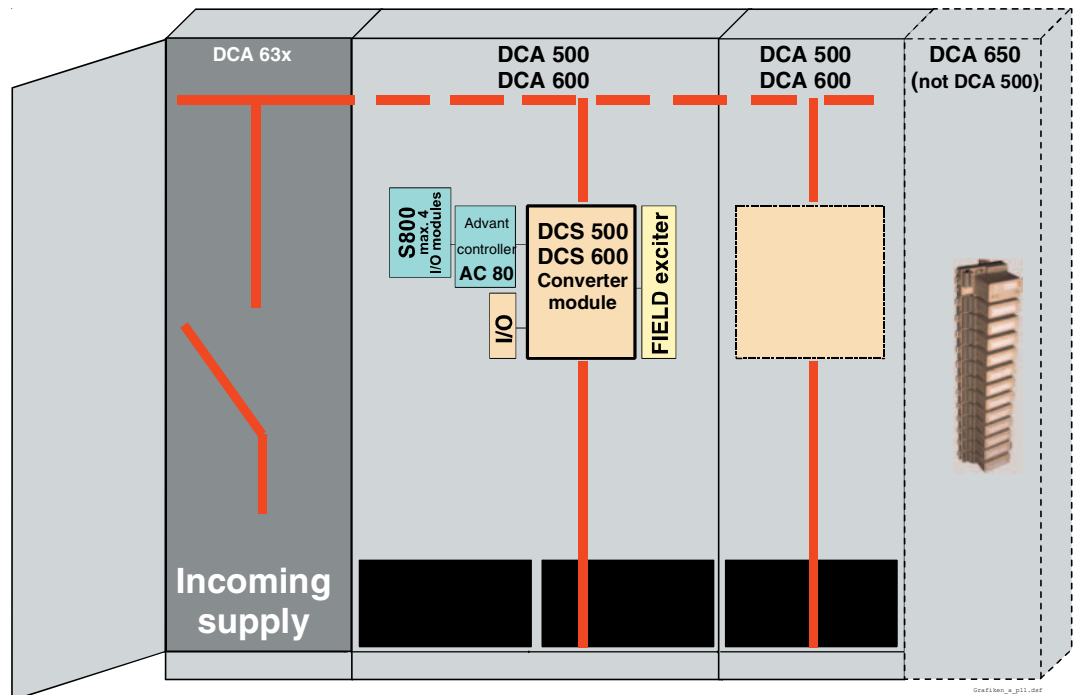 DCA 63x
DCA 500
DCA 600
DCA 500
DCA 600
DCA 650
(not DCA 500)
S800
max. 4
I/O modules
Advant
controller
AC 80
I/O
DCS 500
DCS 600
Converter
module
FIELD exciter
Incoming
supply
Grafiken_a_p11.dsf